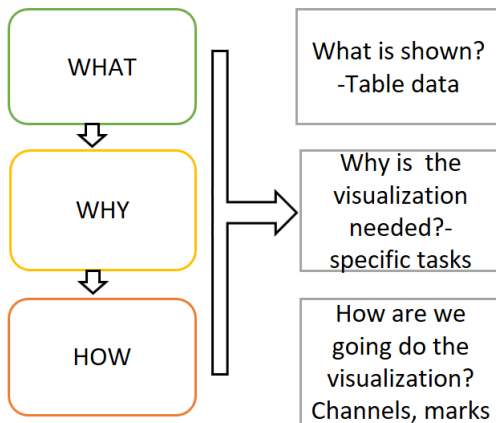 WHAT
What is shown?
-Table data
WHY
Why is the
visualization
needed?-
specific tasks
HOW
How are we
going do the
visualization?
Channels, marks